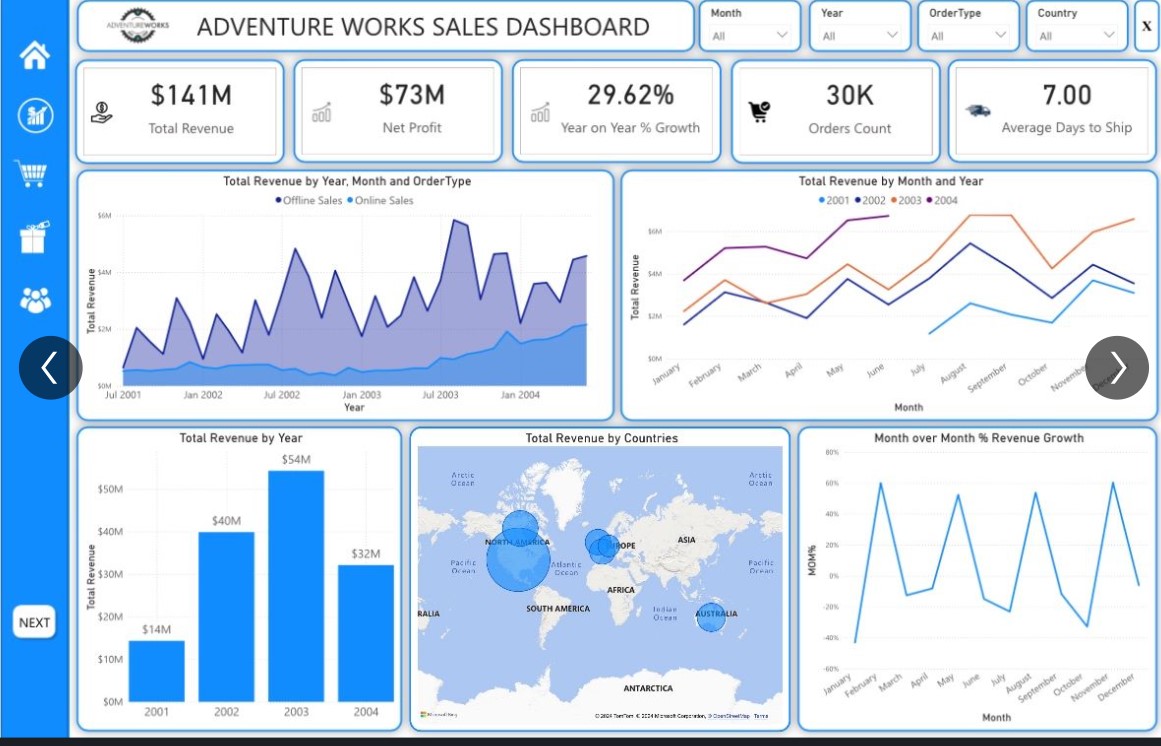 ADVENTUREWORKS
ADVENTURE WORKS SALES DASHBOARD
Month
All
Year
All
OrderType
All
Country
All
X
$141M
Total Revenue
$73M
Net Profit
29.62%
Year on Year % Growth
30K
Orders Count
7.00
Average Days to Ship
Total Revenue by Year, Month and OrderType
Offline Sales Online Sales
$6M
$4M
$2M
$0M
Total Revenue
Jul 2001 Jan 2002 Jul 2002 Jan 2003 Jul 2003 Jan 2004
Year
Total Revenue by Month and Year
2001 2002 2003 2004
$6M
$4M
$2M
$0M
Total Revenue
January February March April May June July August September October November
Month
Total Revenue by Year
$50M
$40M
$30M
$20M
$10M
$0M
Total Revenue
$14M
$40M
$54M
$32M
2001 2002 2003 2004
Total Revenue by Countries
Arctic
Ocean
Arctic
Ocean
NORTH AMERICA
EUROPE
ASIA
Pacific
Ocean
Atlantic
Ocean
Pacific
Ocean
AFRICA
SOUTH AMERICA
Indian
Ocean
RALIA
AUSTRALIA
ANTARCTICA
Microsoft Bing
© 2024 TomTom, © 2024 Microsoft Corporation, © OpenStreetMap Terms
Month over Month % Revenue Growth
80%
60%
40%
20%
0%
-20%
-40%
-60%
MOM%
January February March April May June July August September October November December
Month
NEXT